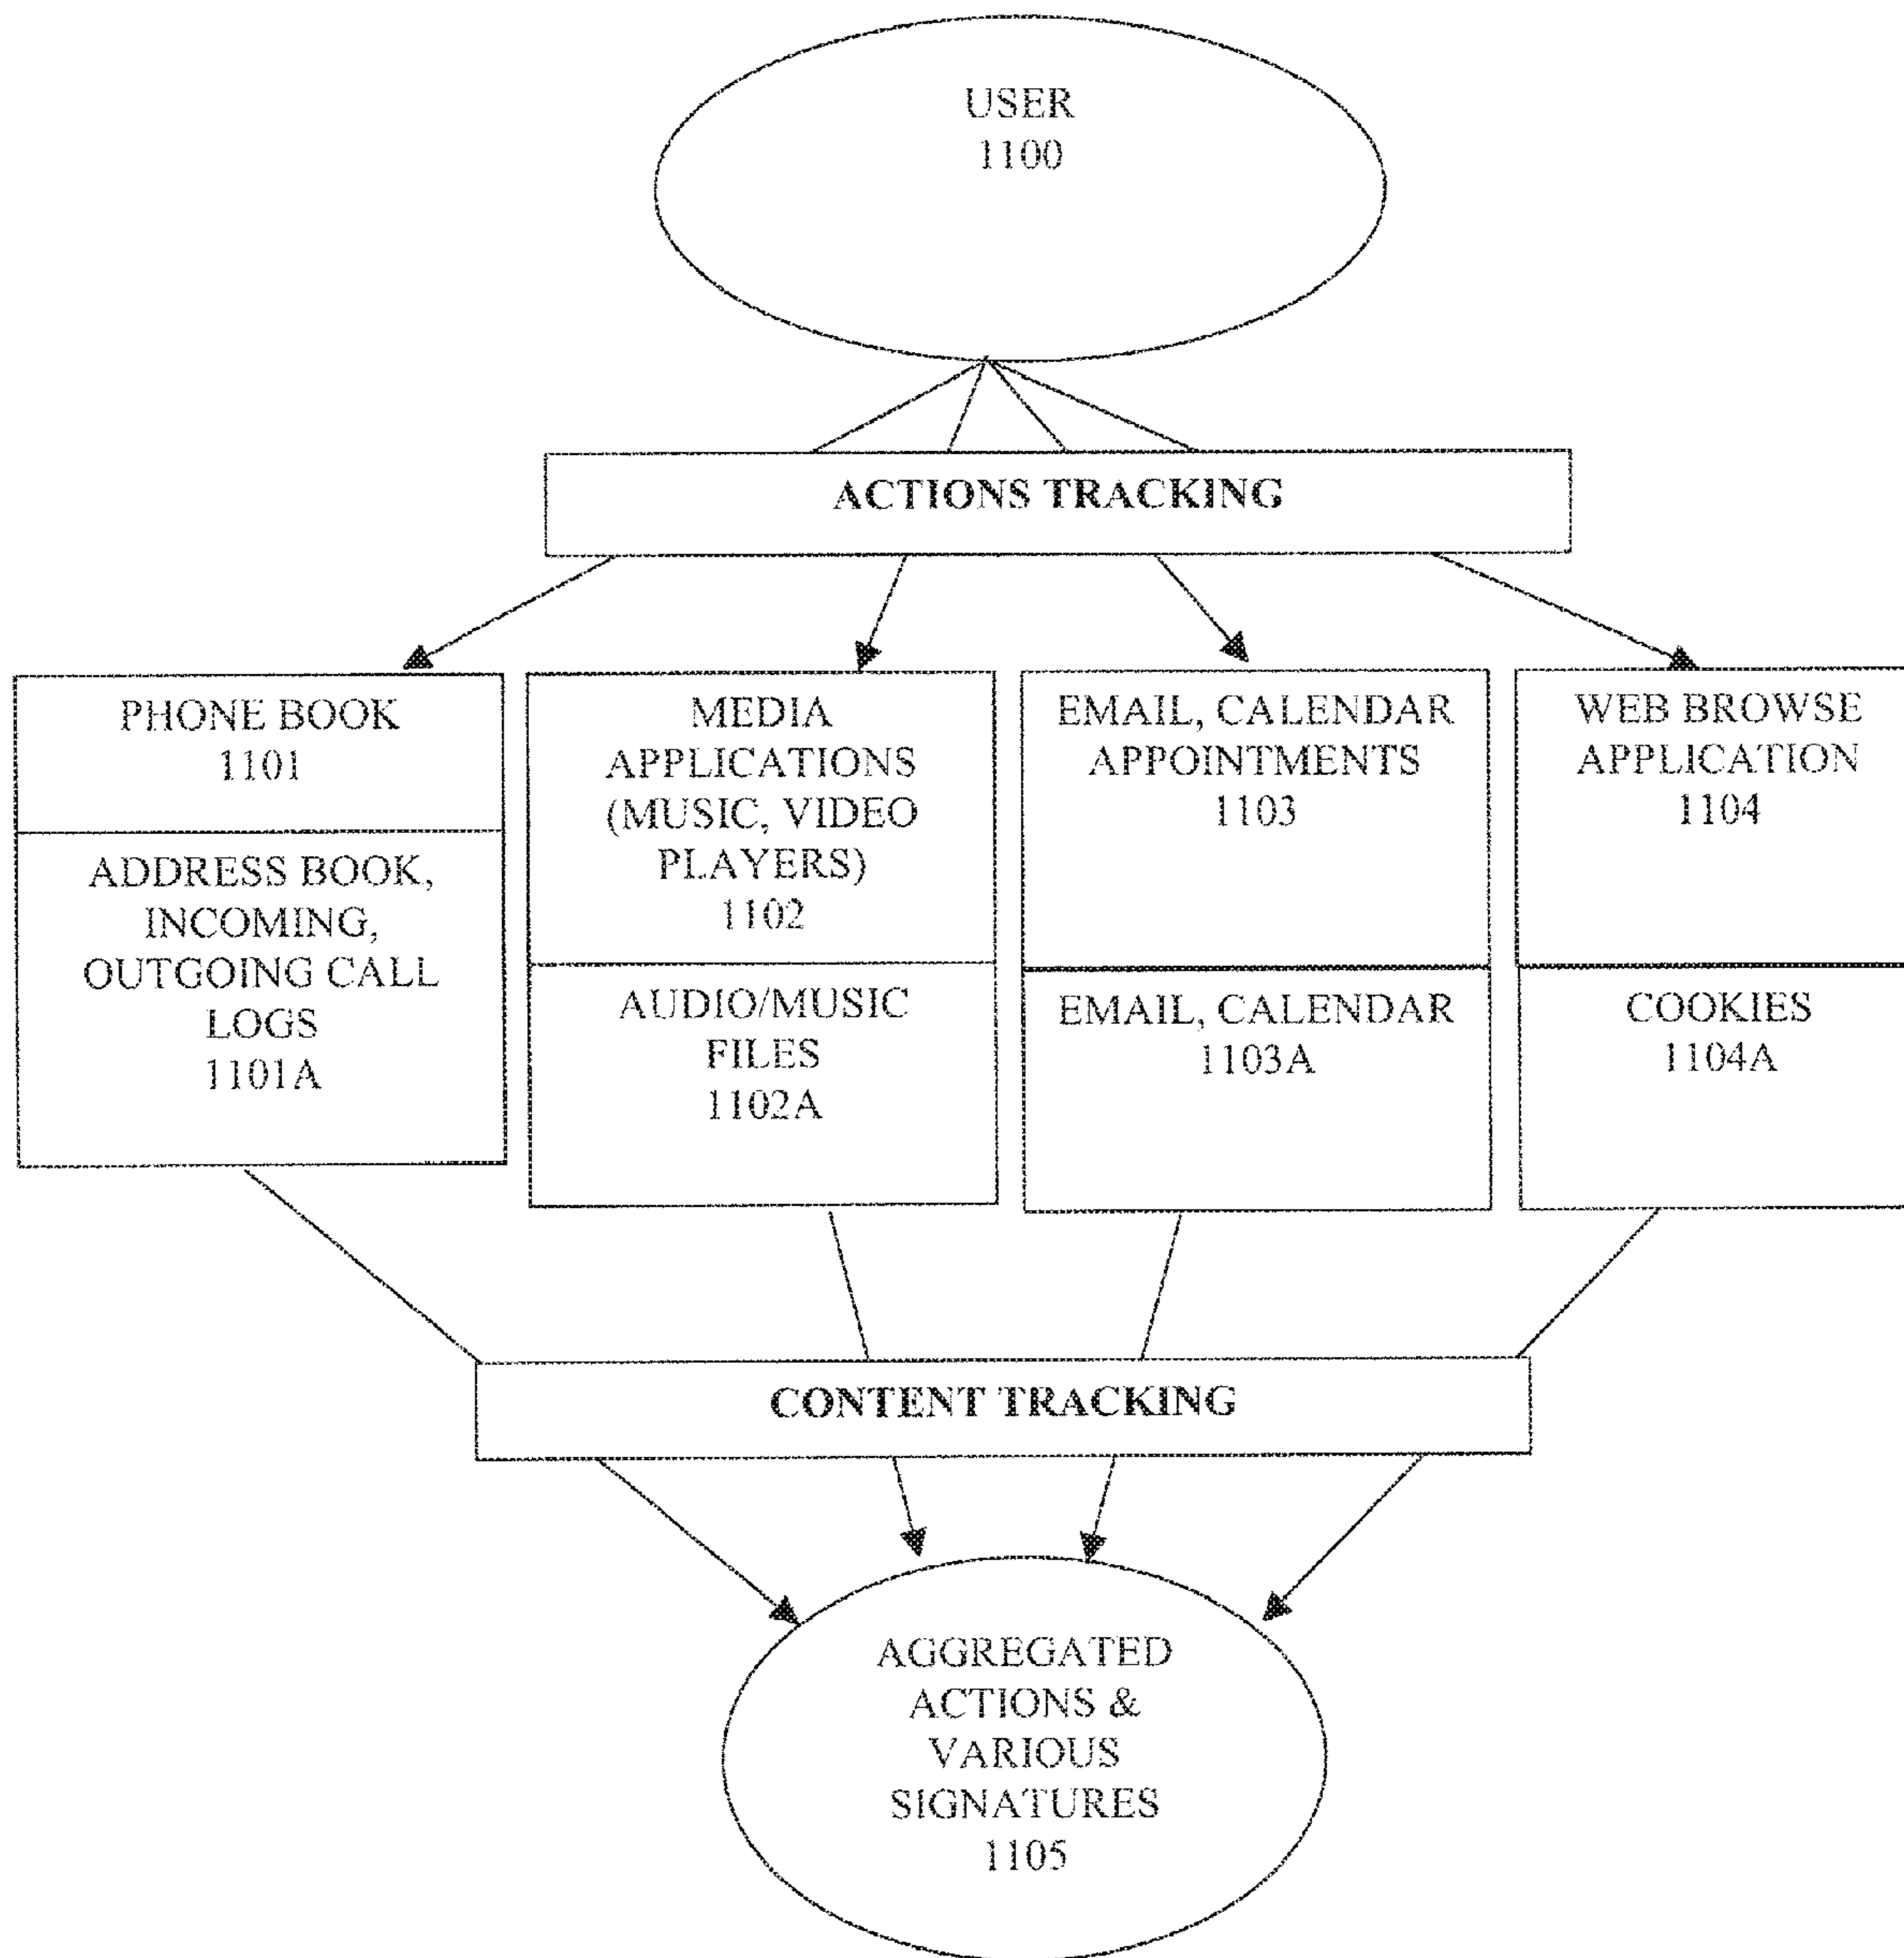 USER
1100
ACTIONS TRACKING
PHONE BOOK
1101
ADDRESS BOOK,
INCOMING,
OUTGOING CALL
LOGS
1101A
MEDIA
APPLICATIONS
(MUSIC, VIDEO
PLAYERS)
1102
AUDIO/MUSIC
FILES
1102A
EMAIL, CALENDAR
APPOINTMENTS
1103
EMAIL, CALENDAR
1103A
WEB BROWSE
APPLICATION
1104
COOKIES
1104A
CONTENT TRACKING
AGGREGATED
ACTIONS &
VARIOUS
SIGNATURES
1105